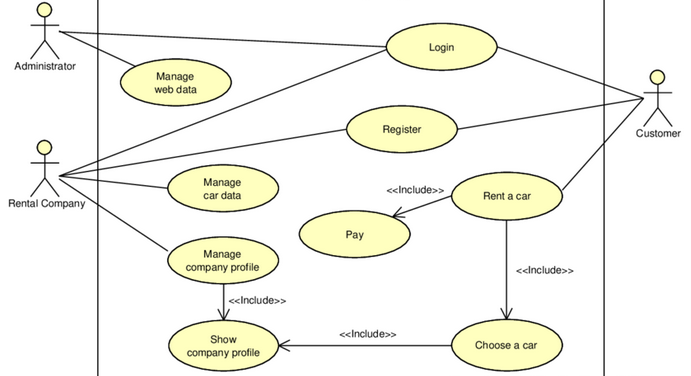 Login
Administrator
Manage
web data
Register
Customer
Manage
car data
<<Include>>
Rent a car
Rental Company
Pay
Manage
company profile
<<Include>>
<<Include>>
<<Include>>
Show
company profile
Choose a car